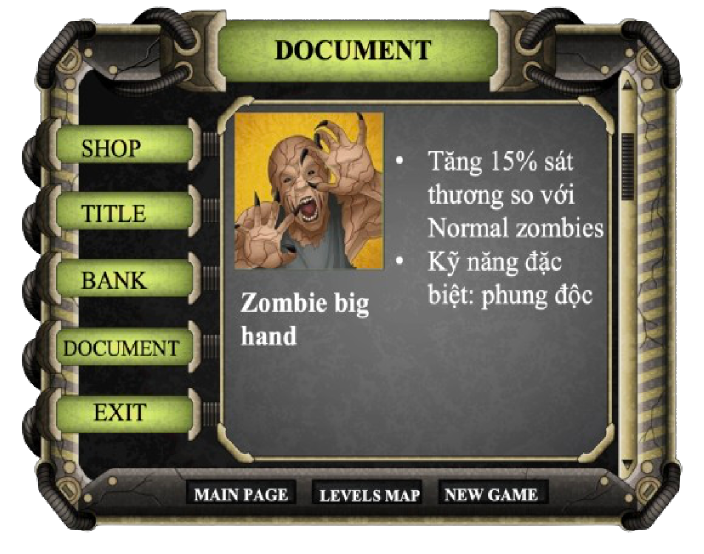 DOCUMENT
SHOP
TITLE
BANK
DOCUMENT
EXIT
Zombie big
hand
• Tăng 15% sát
thương so với
Normal zombies
• Kỹ năng đặc
biệt: phung độc
MAIN PAGE
LEVELS MAP
NEW GAME